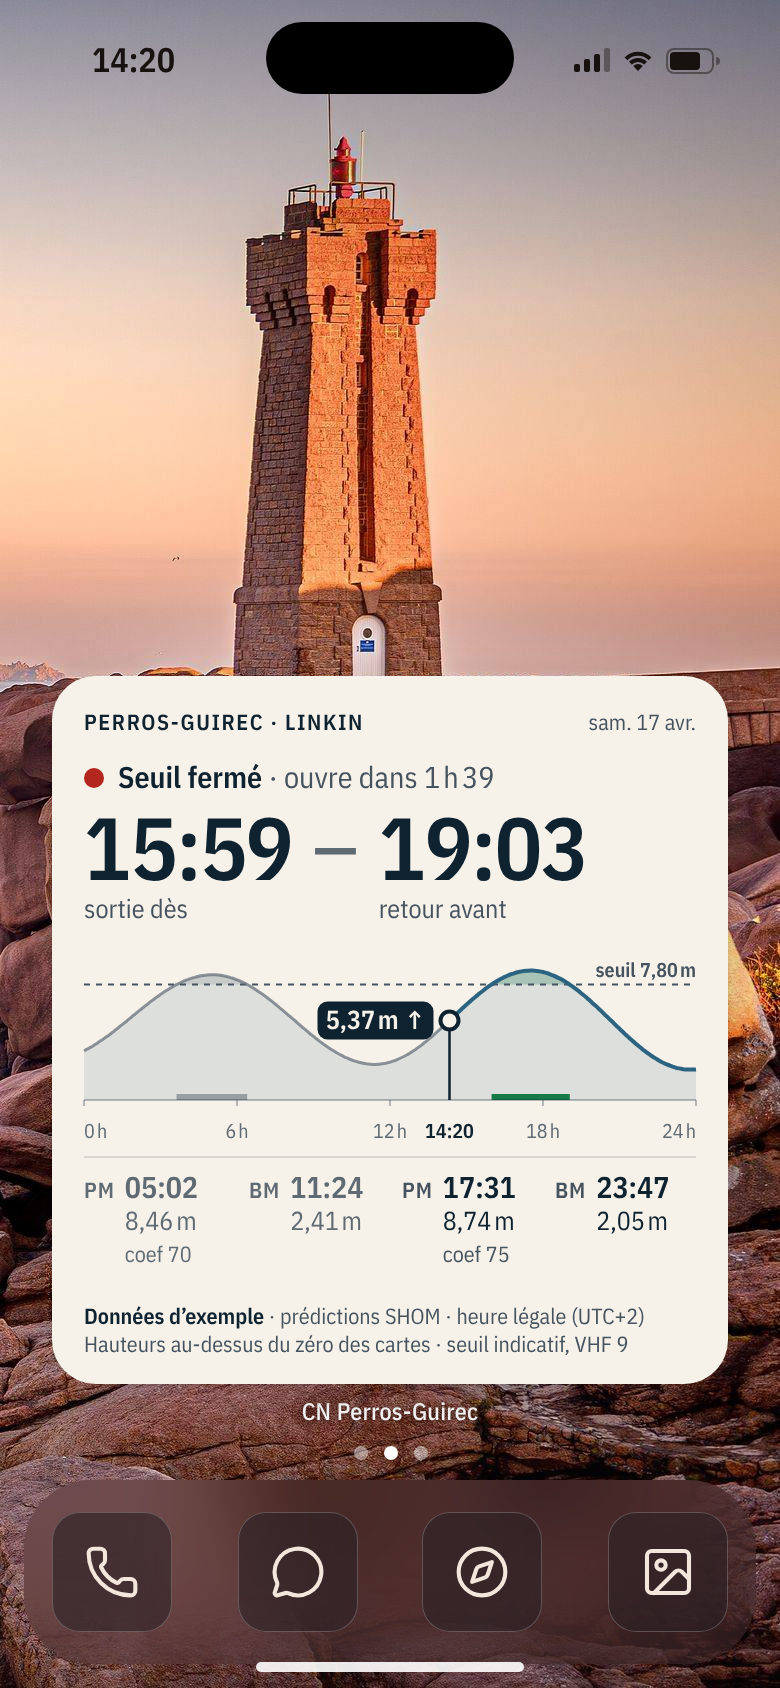 14:20
PERROS-GUIREC · LINKIN
sam. 17 avr.
Seuil fermé · ouvre dans 1 h 39
15:59 – 19:03
sortie dès
retour avant
seuil 7,80 m
5,37 m ↑
0 h 6 h 12 h 14:20 18 h 24 h
PM 05:02 BM 11:24 PM 17:31 BM 23:47
8,46 m 2,41 m 8,74 m 2,05 m
coef 70 coef 75
Données d’exemple · prédictions SHOM · heure légale (UTC+2)
Hauteurs au-dessus du zéro des cartes · seuil indicatif, VHF 9
CN Perros-Guirec